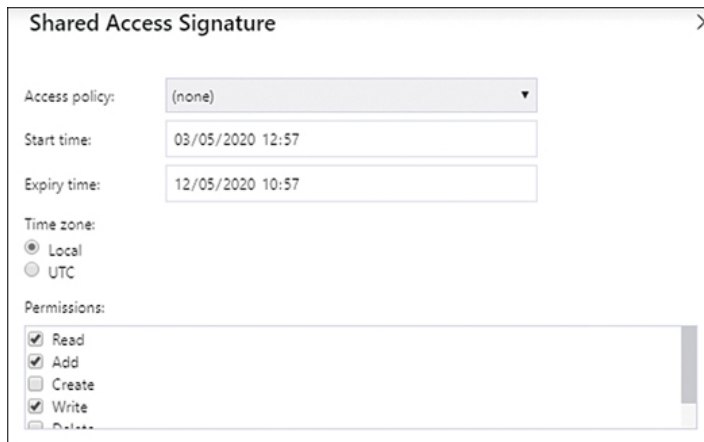 Shared Access Signature
Access policy: (none)
Start time: 03/05/2020 12:57
Expiry time: 12/05/2020 10:57
Time zone:
Local
UTC
Permissions:
Read
Add
Create
Write
Delete